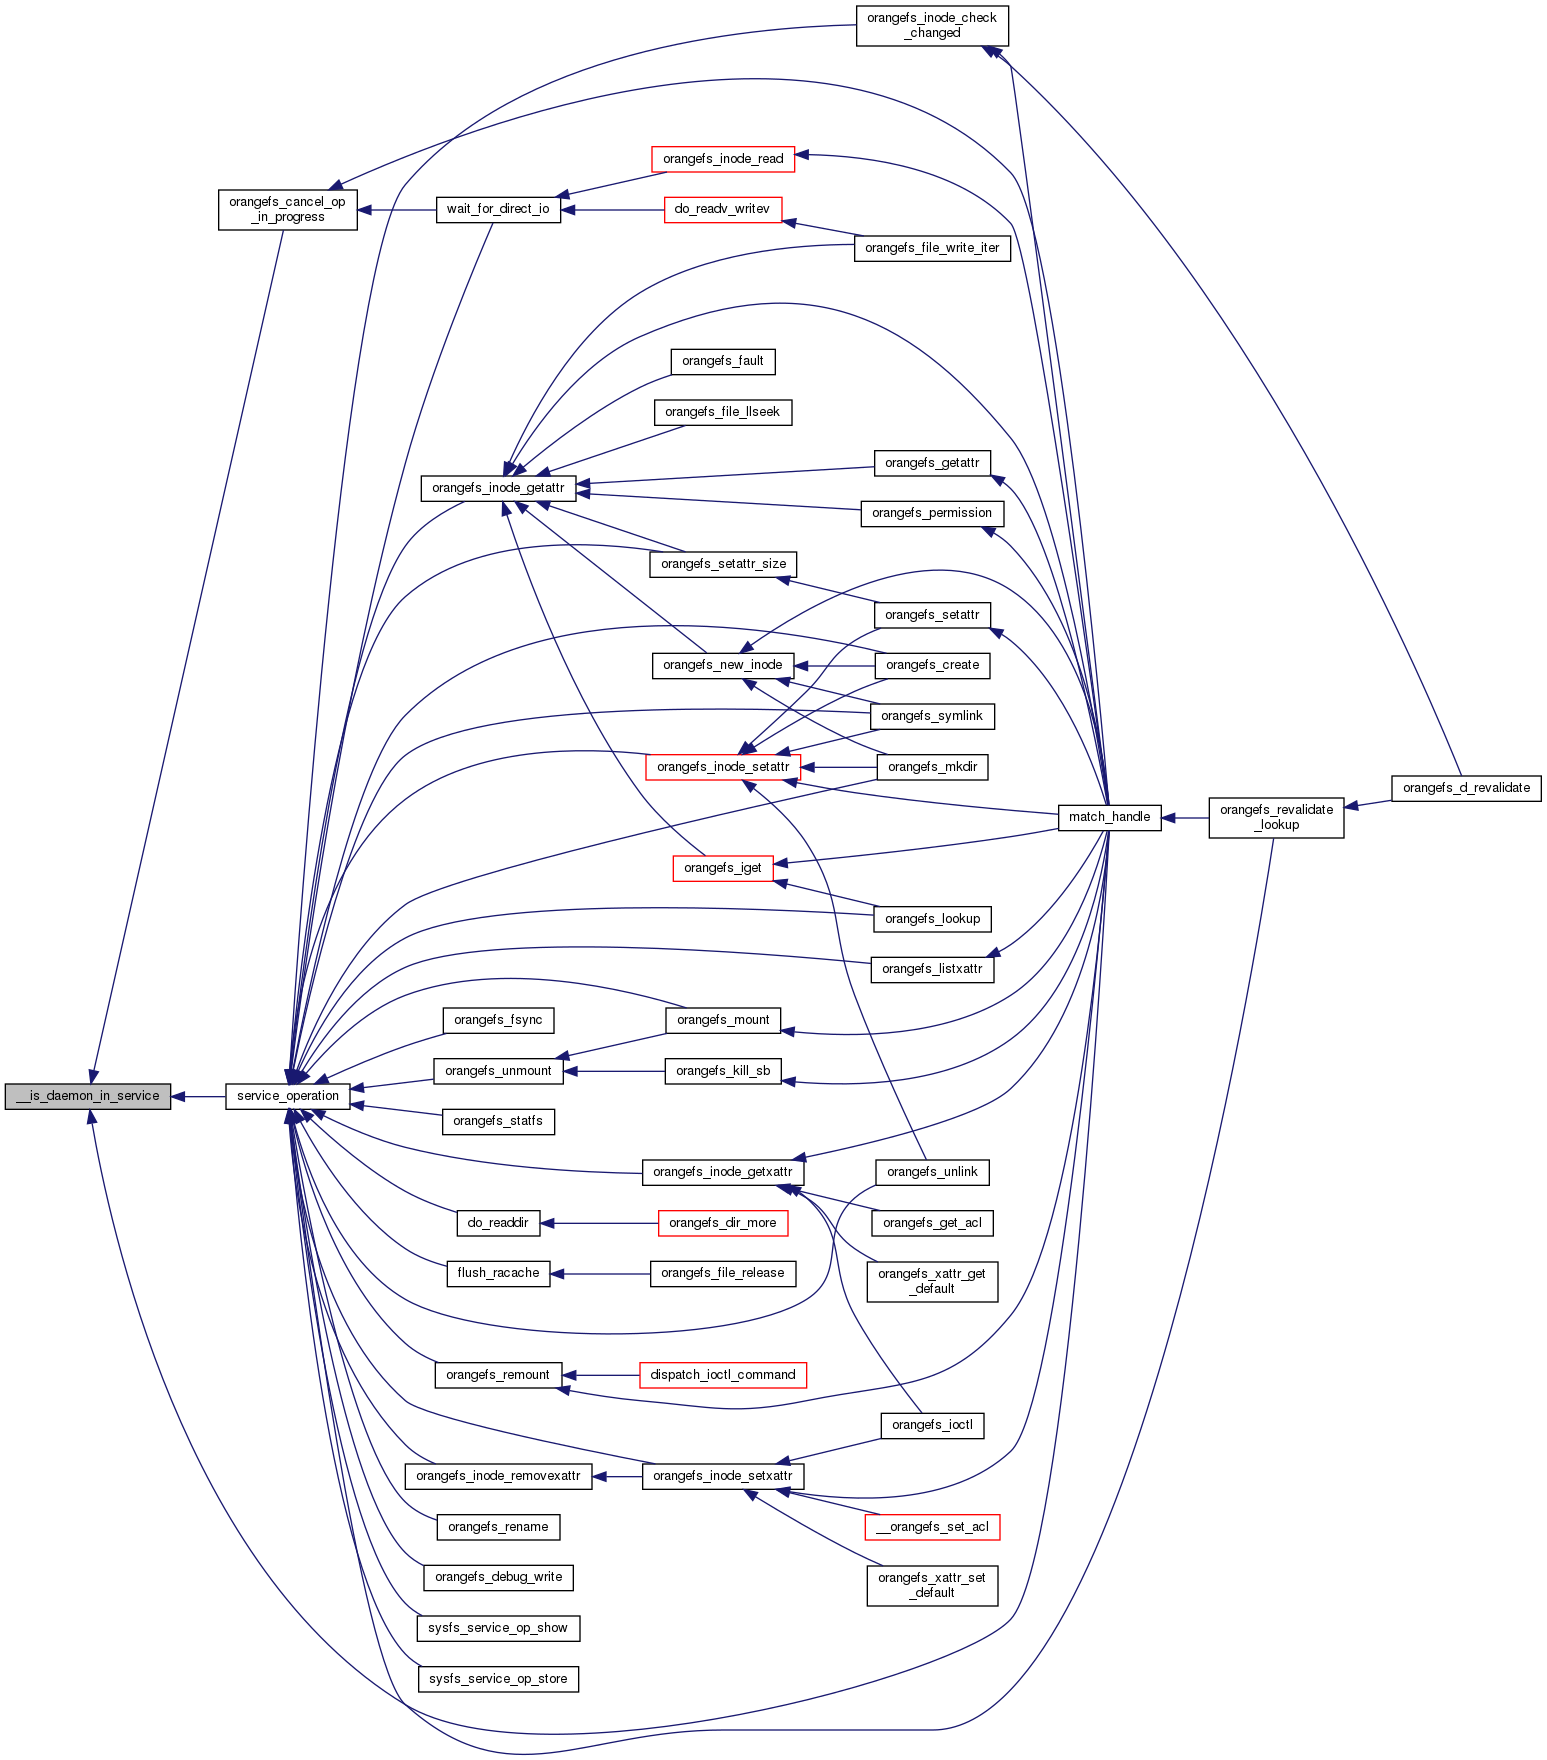 orangefs_inode_check
_changed
orangefs_inode_read
orangefs_cancel_op
_in_progress
wait_for_direct_io
do_readv_writev
orangefs_file_write_iter
orangefs_fault
orangefs_file_llseek
orangefs_getattr
orangefs_inode_getattr
orangefs_permission
orangefs_setattr_size
orangefs_setattr
orangefs_new_inode
orangefs_create
orangefs_symlink
orangefs_inode_setattr
orangefs_mkdir
orangefs_d_revalidate
match_handle
orangefs_revalidate
_lookup
orangefs_iget
orangefs_lookup
orangefs_listxattr
orangefs_fsync
orangefs_mount
orangefs_unmount
orangefs_kill_sb
__is_daemon_in_service
service_operation
orangefs_statfs
orangefs_inode_getxattr
orangefs_unlink
do_readdir
orangefs_dir_more
orangefs_get_acl
flush_racache
orangefs_file_release
orangefs_xattr_get
_default
orangefs_remount
dispatch_ioctl_command
orangefs_ioctl
orangefs_inode_removexattr
orangefs_inode_setxattr
orangefs_rename
__orangefs_set_acl
orangefs_debug_write
orangefs_xattr_set
_default
sysfs_service_op_show
sysfs_service_op_store